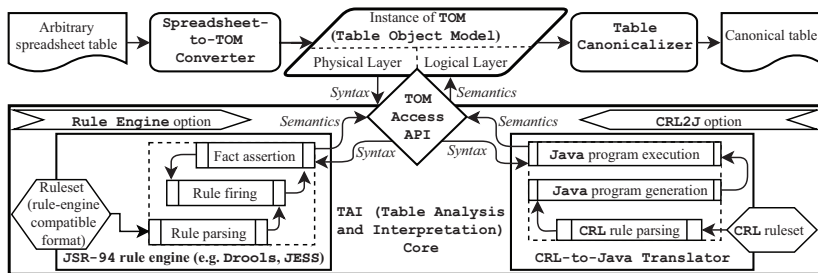 Arbitrary
spreadsheet table
Spreadsheet-
to-TOM
Converter
Instance of TOM
(Table Object Model)
Physical Layer
Logical Layer
Table
Canonicalizer
Canonical table
Syntax
TOM
Access
API
Semantics
Rule Engine option
Semantics
Syntax
Fact assertion
Rule firing
Rule parsing
Ruleset
(rule-engine
compatible
format)
JSR-94 rule engine (e.g. Drools, JESS)
TAI (Table Analysis
and Interpretation)
Core
CRL2J option
Semantics
Syntax
Java program execution
Java program generation
CRL rule parsing
CRL ruleset
CRL-to-Java Translator